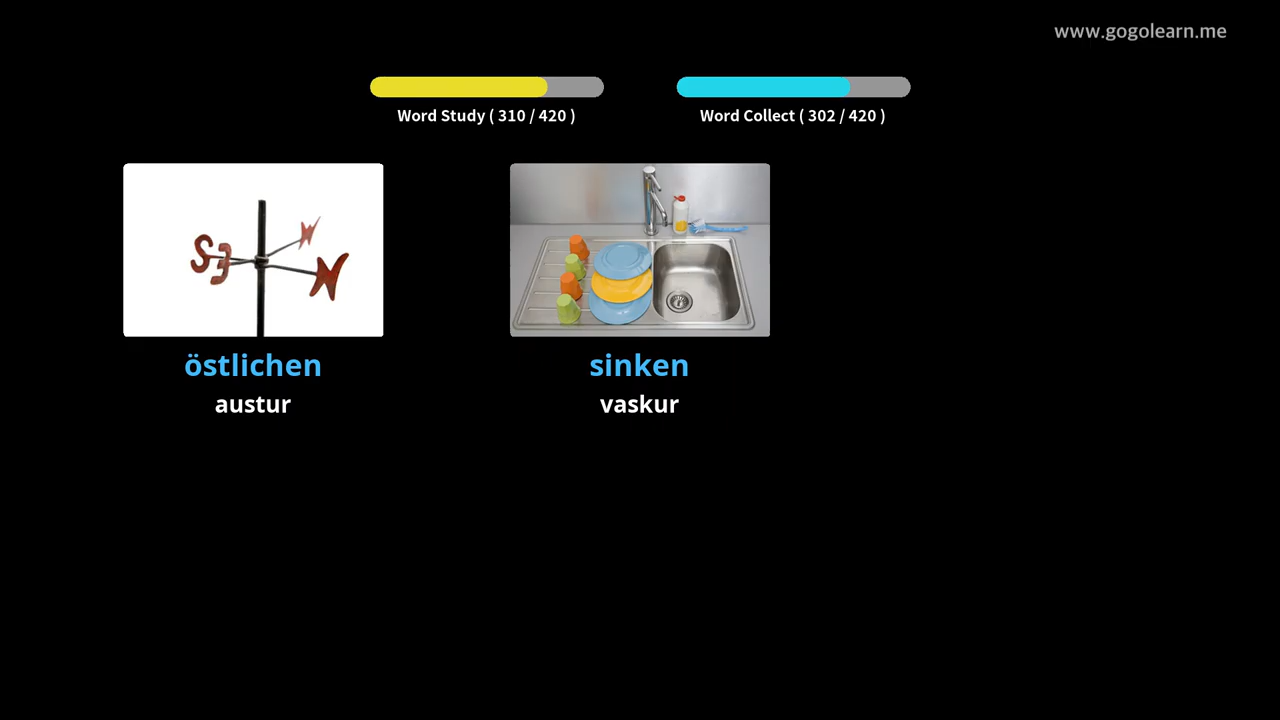 www.gogolearn.me
Word Study ( 310 / 420 )
Word Collect ( 302 / 420 )
S E N W
östlichen
sinken
austur
vaskur